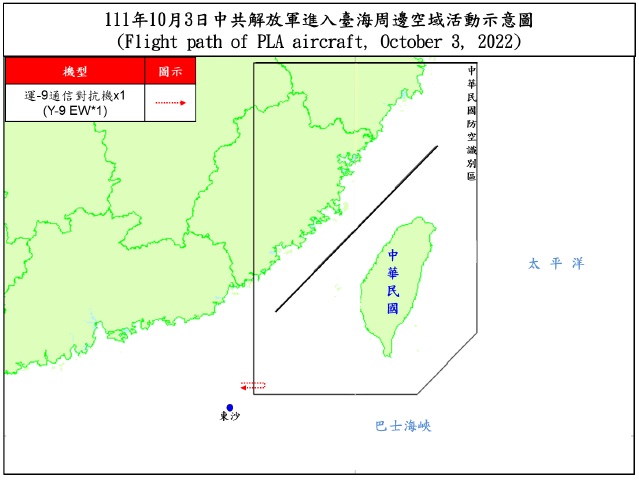 111年10月3日中共解放軍進入臺海周邊空域活動示意圖
(Flight path of PLA aircraft, October 3, 2022)
機型 圖示
運-9通信對抗機x1
(Y-9 EW*1)
中華民國防空識別區
中華民國
太平洋
東沙
巴士海峽